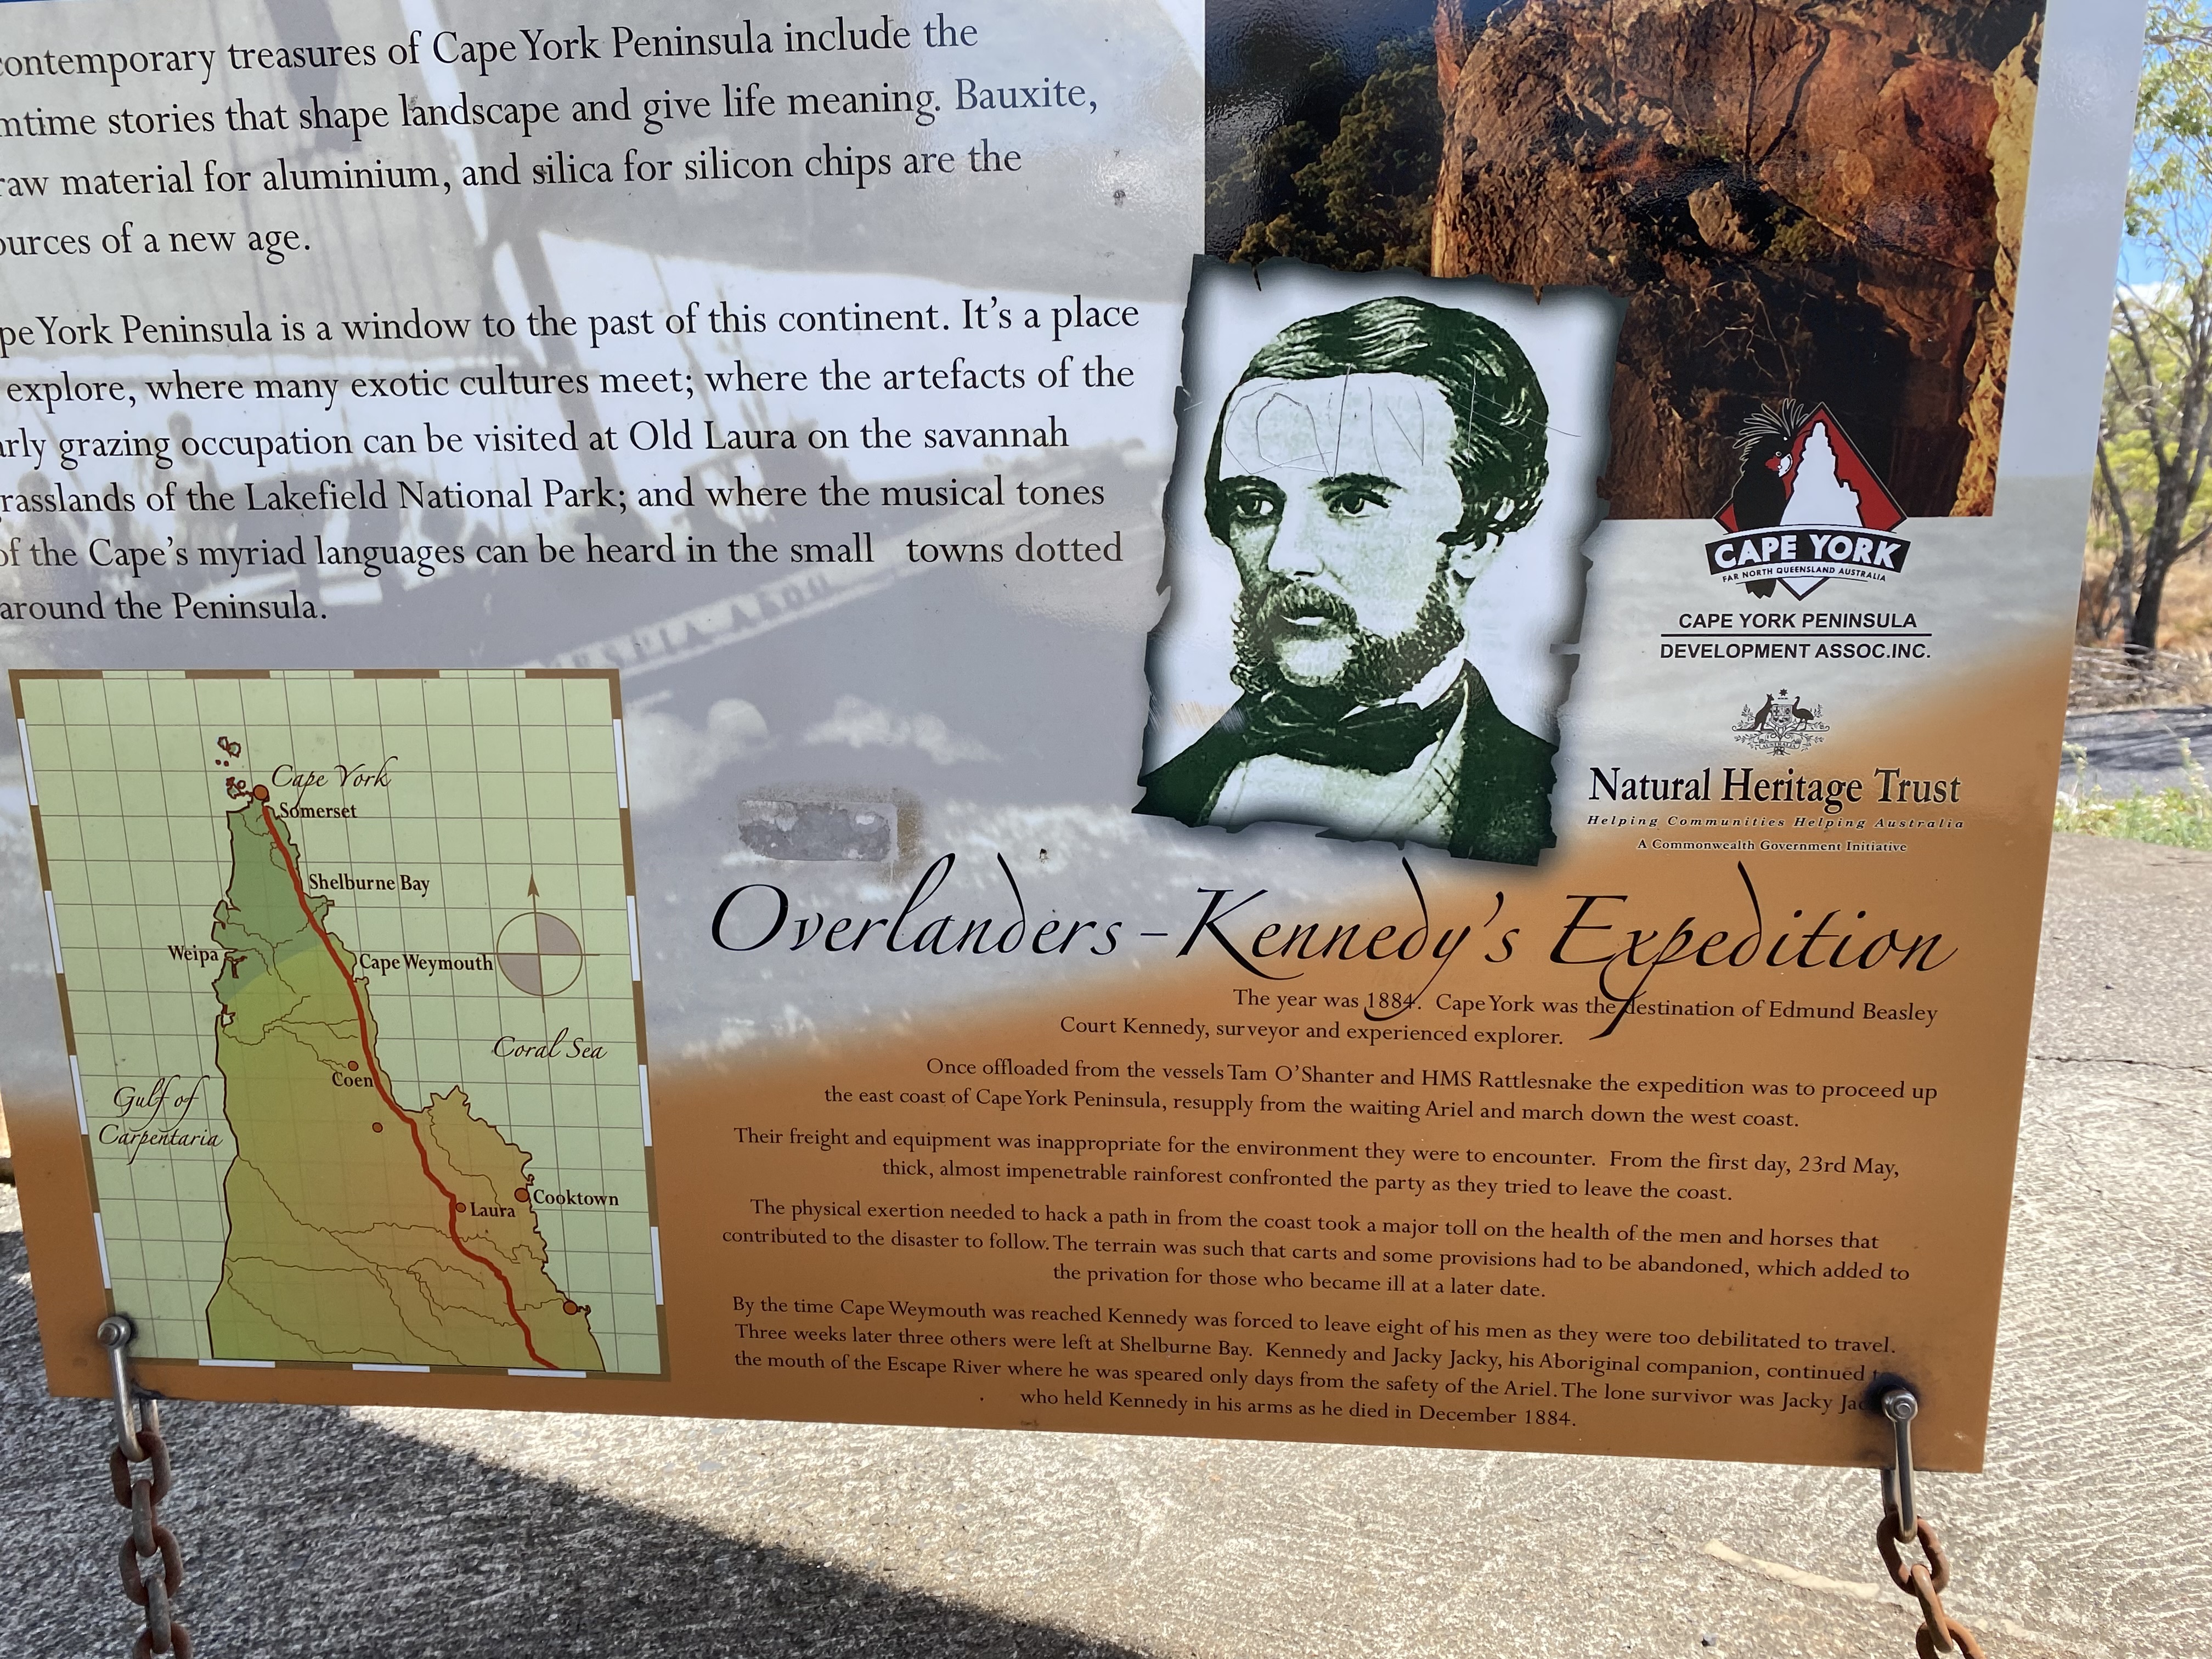 contemporary treasures of Cape York Peninsula include the
stories that shape landscape and give life meaning. Bauxite,
raw material for aluminium, and silica for silicon chips are the
of a new age.
York Peninsula is a window to the past of this continent. It's a place
explore, where many exotic cultures meet; where the artefacts of the
grazing occupation can be visited at Old Laura on the savannah
of the Lakefield National Park; and where the musical tones
of the Cape's myriad languages can be heard in the small towns dotted
around the Peninsula.
CAPE YORK
FAR NORTH QUEENSLAND AUSTRALIA
CAPE YORK PENINSULA
DEVELOPMENT ASSOC.INC.
AUSTRALIA
Natural Heritage Trust
Helping Communities Helping Australia
A Commonwealth Government Initiative
Cape York
Somerset
Shelburne Bay
Weipa
Cape Weymouth
Coral Sea
Coen
Gulf of
Carpentaria
Cooktown
Laura
Overlanders - Kennedy's Expedition
The year was 1884. Cape York was the destination of Edmund Beasley
Court Kennedy, surveyor and experienced explorer.
Once offloaded from the vessels Tam O'Shanter and HMS Rattlesnake the expedition was to proceed up
the east coast of Cape York Peninsula, resupply from the waiting Ariel and march down the west coast.
Their freight and equipment was inappropriate for the environment they were to encounter. From the first day, 23rd May,
thick, almost impenetrable rainforest confronted the party as they tried to leave the coast.
The physical exertion needed to hack a path in from the coast took a major toll on the health of the men and horses that
contributed to the disaster to follow. The terrain was such that carts and some provisions had to be abandoned, which added to
the privation for those who became ill at a later date.
By the time Cape Weymouth was reached Kennedy was forced to leave eight of his men as they were too debilitated to travel.
Three weeks later three others were left at Shelburne Bay. Kennedy and Jacky Jacky, his Aboriginal companion, continued
the mouth of the Escape River where he was speared only days from the safety of the Ariel. The lone survivor was Jacky
who held Kennedy in his arms as he died in December 1884.